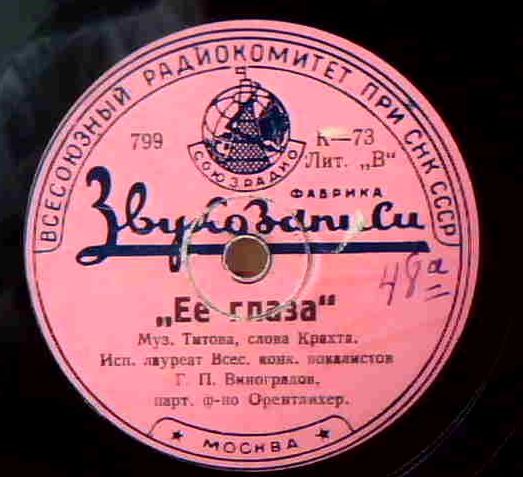 ВСЕСОЮЗНЫЙ РАДИОКОМИТЕТ ПРИ СНК СССР
799
К—73
Лит. „В"
СОЮЗРАДИО
ФАБРИКА
Звукозаписи
48а
„Ее глаза"
Муз. Титова, слова Крахта.
Исп. лауреат Всес. конк. вокалистов
Г. П. Виноградов,
парт. ф-но Орентлихер.
МОСКВА